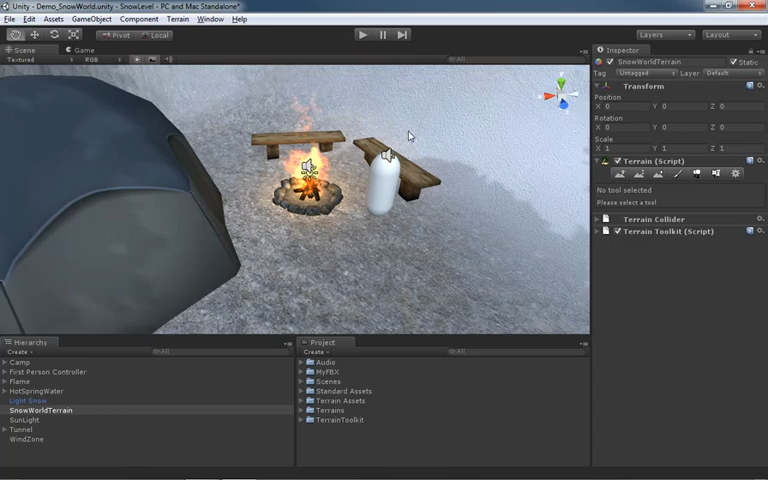 Unity - Demo_SnowWorld.unity - SnowLevel - PC and Mac Standalone*
File Edit Assets GameObject Component Terrain Window Help
Pivot Local Layers Layout
Scene Game
Textured RGB All
Inspector
SnowWorldTerrain Static
Tag Untagged Layer Default
Transform
Position
X 0 Y 0 Z 0
Rotation
X 0 Y 0 Z 0
Scale
X 1 Y 1 Z 1
Terrain (Script)
No tool selected
Please select a tool
Terrain Collider
Terrain Toolkit (Script)
Hierarchy
Create All
Camp
First Person Controller
Flame
HotSpringWater
Light Snow
SnowWorldTerrain
SunLight
Tunnel
WindZone
Project
Create All
Audio
MyFBX
Scenes
Standard Assets
Terrain Assets
Terrains
TerrainToolkit